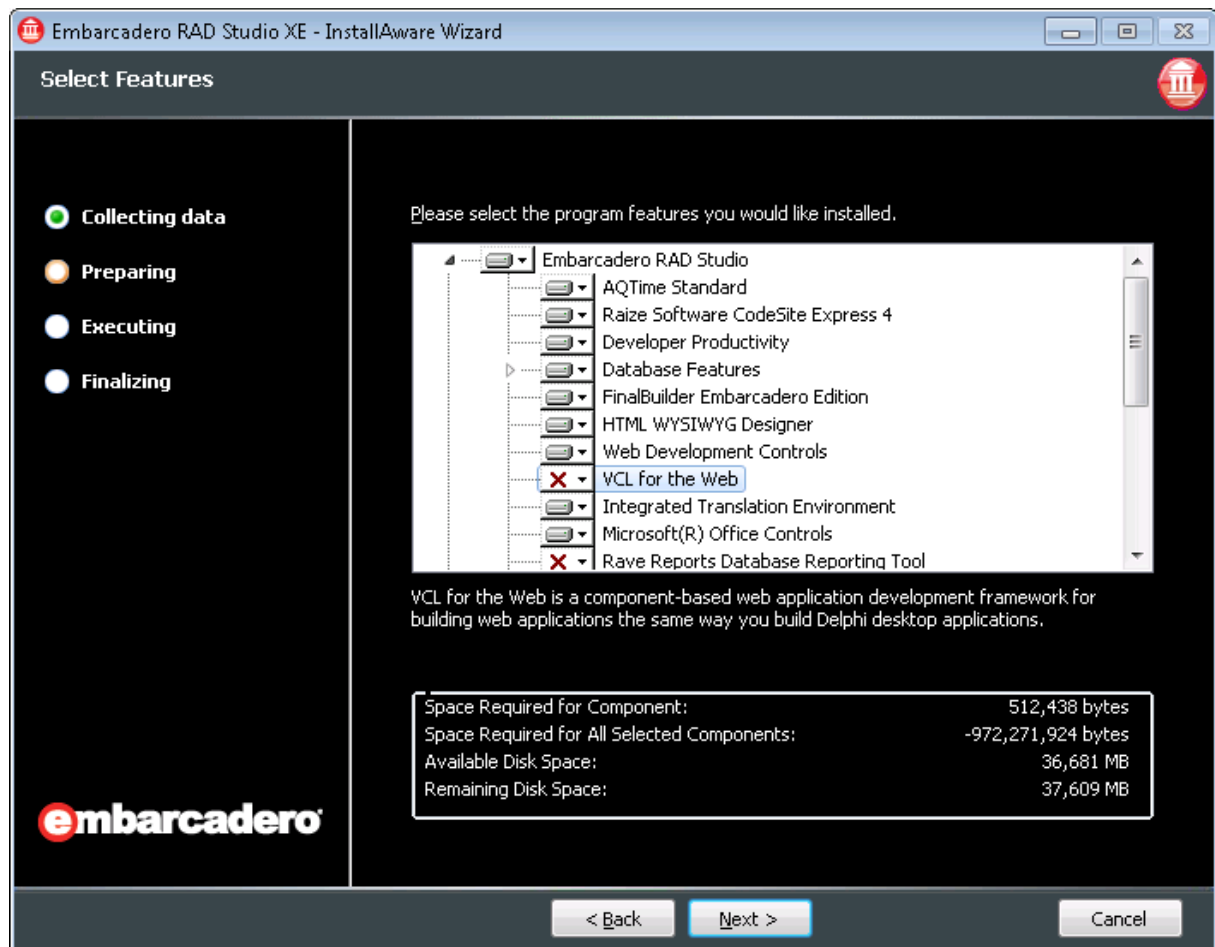 Embarcadero RAD Studio XE - InstallAware Wizard
Select Features
Collecting data
Preparing
Executing
Finalizing
Please select the program features you would like installed.
Embarcadero RAD Studio
AQTime Standard
Raize Software CodeSite Express 4
Developer Productivity
Database Features
FinalBuilder Embarcadero Edition
HTML WYSIWYG Designer
Web Development Controls
VCL for the Web
Integrated Translation Environment
Microsoft(R) Office Controls
Rave Reports Database Reporting Tool
VCL for the Web is a component-based web application development framework for
building web applications the same way you build Delphi desktop applications.
Space Required for Component: 512,438 bytes
Space Required for All Selected Components: -972,271,924 bytes
Available Disk Space: 36,681 MB
Remaining Disk Space: 37,609 MB
embarcadero
< Back Next > Cancel